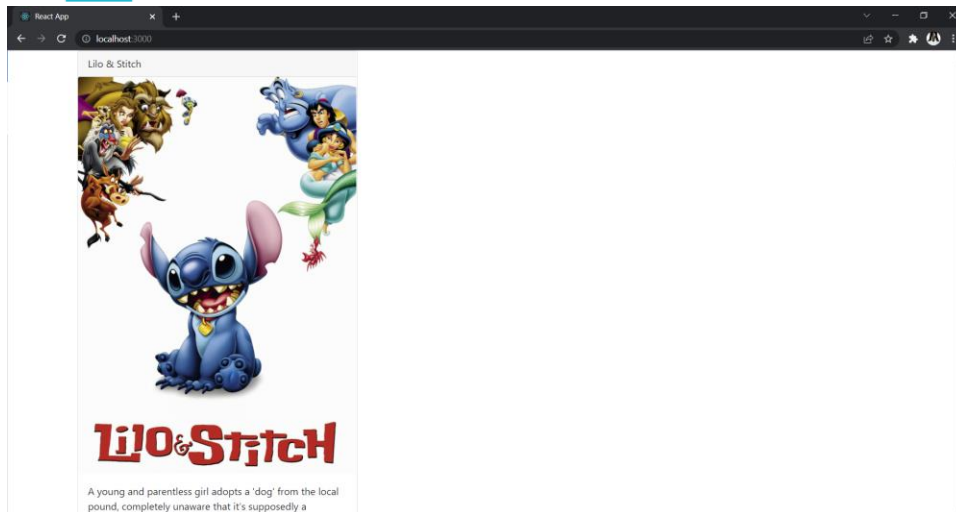 React App
localhost:3000
Lilo & Stitch
Lilo & Stitch
A young and parentless girl adopts a 'dog' from the local
pound, completely unaware that it's supposedly a